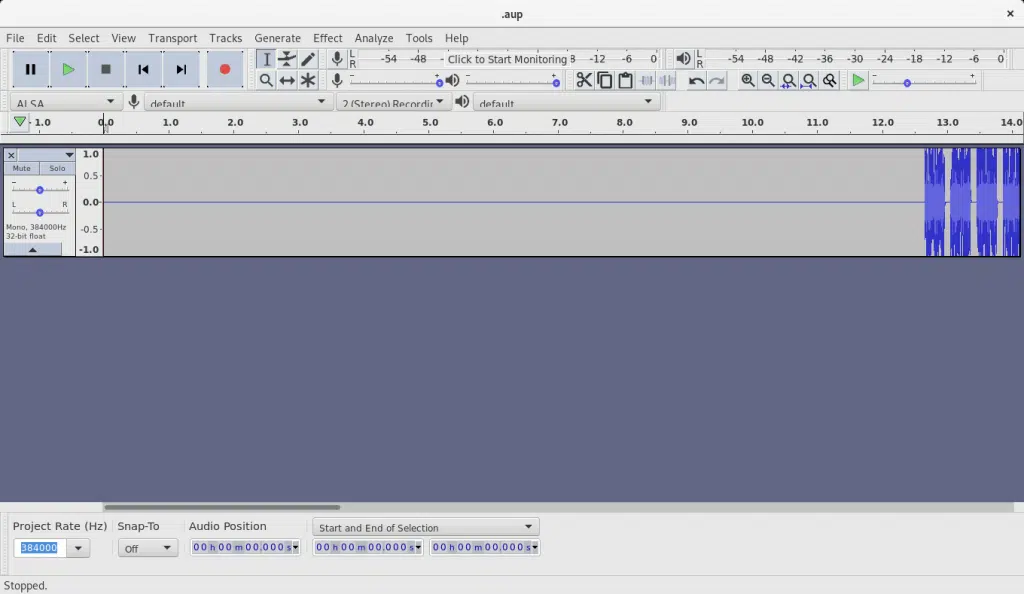 .aup
File Edit Select View Transport Tracks Generate Effect Analyze Tools Help
L -54 -48 - Click to Start Monitoring 8 -12 -6 0 L -54 -48 -42 -36 -30 -24 -18 -12 -6 0
R R
- + - + - +
ALSA default 2 (Stereo) Recordin default
- 1.0 0.0 1.0 2.0 3.0 4.0 5.0 6.0 7.0 8.0 9.0 10.0 11.0 12.0 13.0 14.0
1.0
Mute Solo
0.5
- +
0.0
L R
Mono, 384000Hz
-0.5
32-bit float
-1.0
Project Rate (Hz) Snap-To Audio Position Start and End of Selection
384000 Off 00 h 00 m 00,000 s 00 h 00 m 00,000 s 00 h 00 m 00,000 s
Stopped.